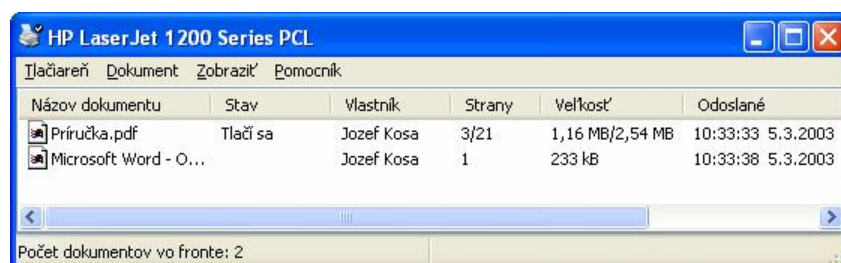 HP LaserJet 1200 Series PCL
Tlačiareň Dokument Zobraziť Pomocník
Názov dokumentu Stav Vlastník Strany Veľkosť Odoslané
Príručka.pdf Tlačí sa Jozef Kosa 3/21 1,16 MB/2,54 MB 10:33:33 5.3.2003
Microsoft Word - O... Jozef Kosa 1 233 kB 10:33:38 5.3.2003
Počet dokumentov vo fronte: 2